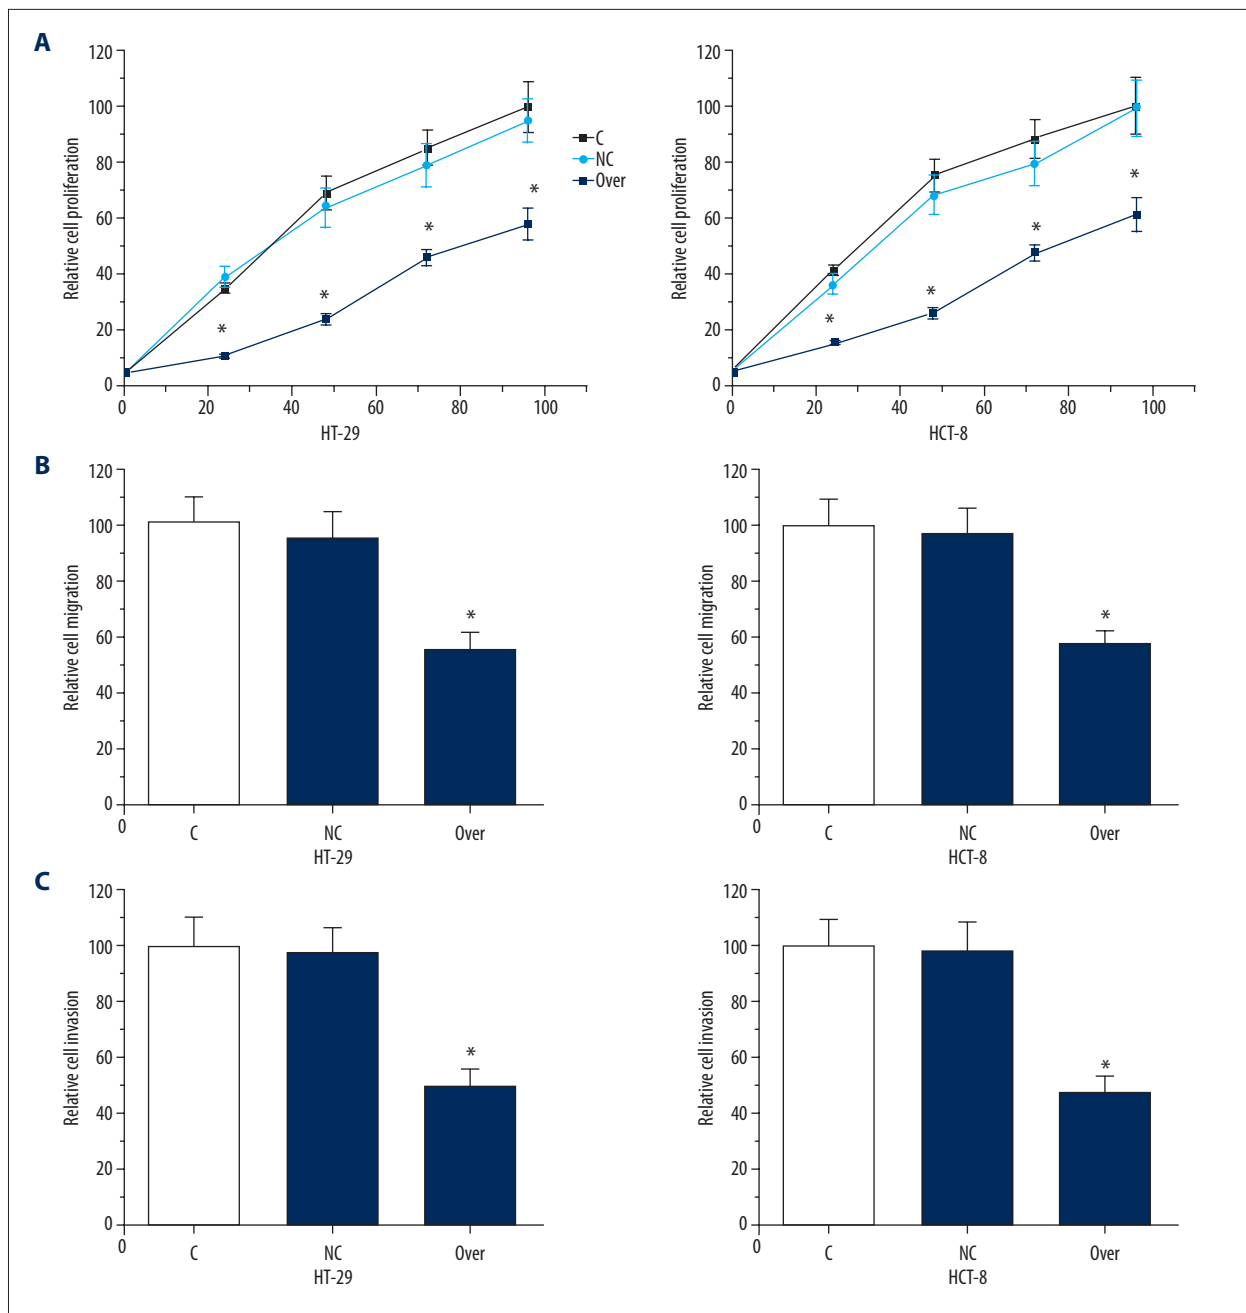 A
120
100
80
60
40
20
0
Relative cell proliferation
* * * *
0 20 40 60 80 100
HT-29
C
NC
Over
120
100
80
60
40
20
0
Relative cell proliferation
* * * *
0 20 40 60 80 100
HCT-8
B
120
100
80
60
40
20
0
Relative cell migration
*
0 C NC Over
HT-29
120
100
80
60
40
20
0
Relative cell migration
*
0 C NC Over
HCT-8
C
120
100
80
60
40
20
0
Relative cell invasion
*
0 C NC Over
HT-29
120
100
80
60
40
20
0
Relative cell invasion
*
0 C NC Over
HCT-8